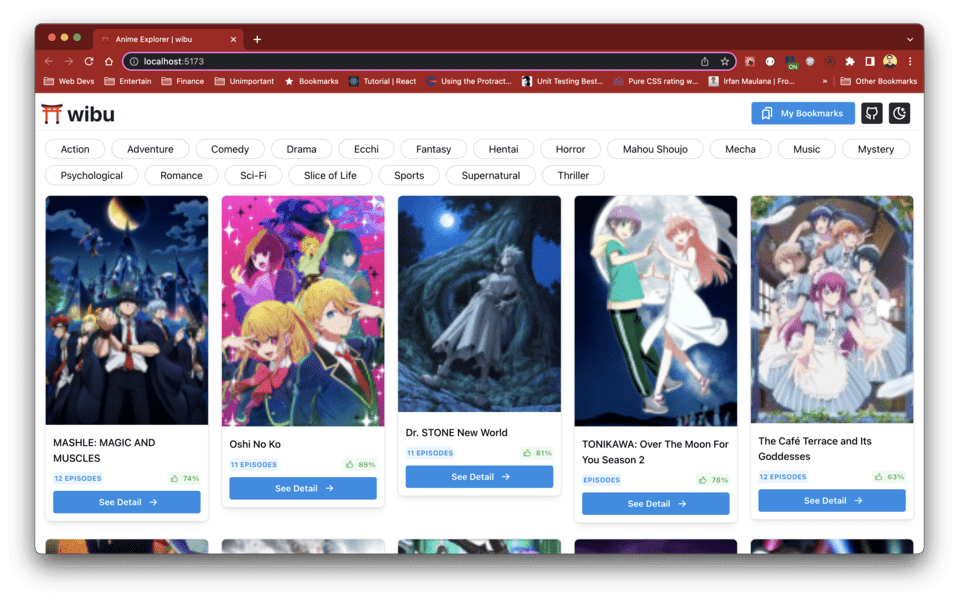 Anime Explorer | wibu
localhost:5173
ON
Web Devs Entertain Finance Unimportant Bookmarks Tutorial | React Using the Protract... Unit Testing Best... Pure CSS rating w... Irfan Maulana | Fro... » Other Bookmarks
wibu
My Bookmarks
Action Adventure Comedy Drama Ecchi Fantasy Hentai Horror Mahou Shoujo Mecha Music Mystery
Psychological Romance Sci-Fi Slice of Life Sports Supernatural Thriller
MASHLE: MAGIC AND
MUSCLES
12 EPISODES 74%
See Detail →
Oshi No Ko
11 EPISODES 89%
See Detail →
Dr. STONE New World
11 EPISODES 81%
See Detail →
TONIKAWA: Over The Moon For
You Season 2
EPISODES 78%
See Detail →
The Café Terrace and Its
Goddesses
12 EPISODES 63%
See Detail →